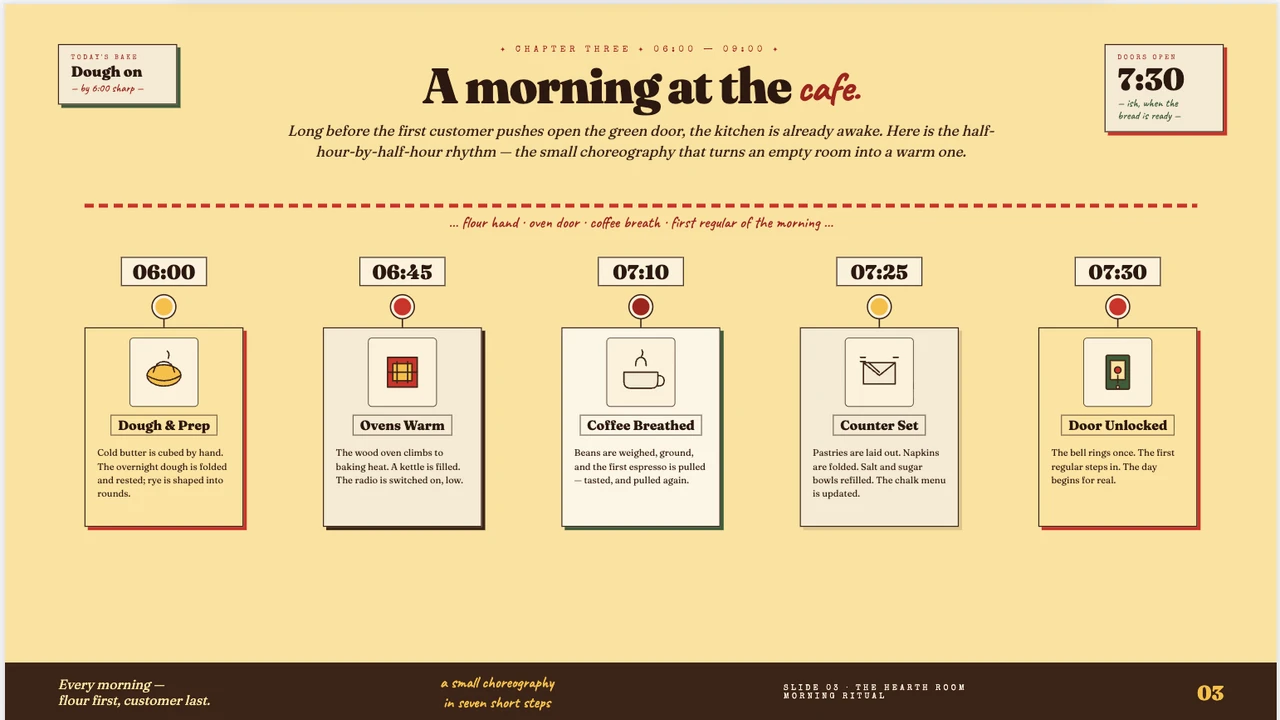 TODAY'S BAKE
Dough on
— by 6:00 sharp —
✦ CHAPTER THREE ✦ 06:00 — 09:00 ✦
A morning at the cafe.
Long before the first customer pushes open the green door, the kitchen is already awake. Here is the half-
hour-by-half-hour rhythm — the small choreography that turns an empty room into a warm one.
DOORS OPEN
7:30
— ish, when the
bread is ready —
... flour hand · oven door · coffee breath · first regular of the morning ...
06:00
Dough & Prep
Cold butter is cubed by hand.
The overnight dough is folded
and rested; rye is shaped into
rounds.
06:45
Ovens Warm
The wood oven climbs to
baking heat. A kettle is filled.
The radio is switched on, low.
07:10
Coffee Breathed
Beans are weighed, ground,
and the first espresso is pulled
— tasted, and pulled again.
07:25
Counter Set
Pastries are laid out. Napkins
are folded. Salt and sugar
bowls refilled. The chalk menu
is updated.
07:30
Door Unlocked
The bell rings once. The first
regular steps in. The day
begins for real.
Every morning —
flour first, customer last.
a small choreography
in seven short steps
SLIDE 03 · THE HEARTH ROOM
MORNING RITUAL
03